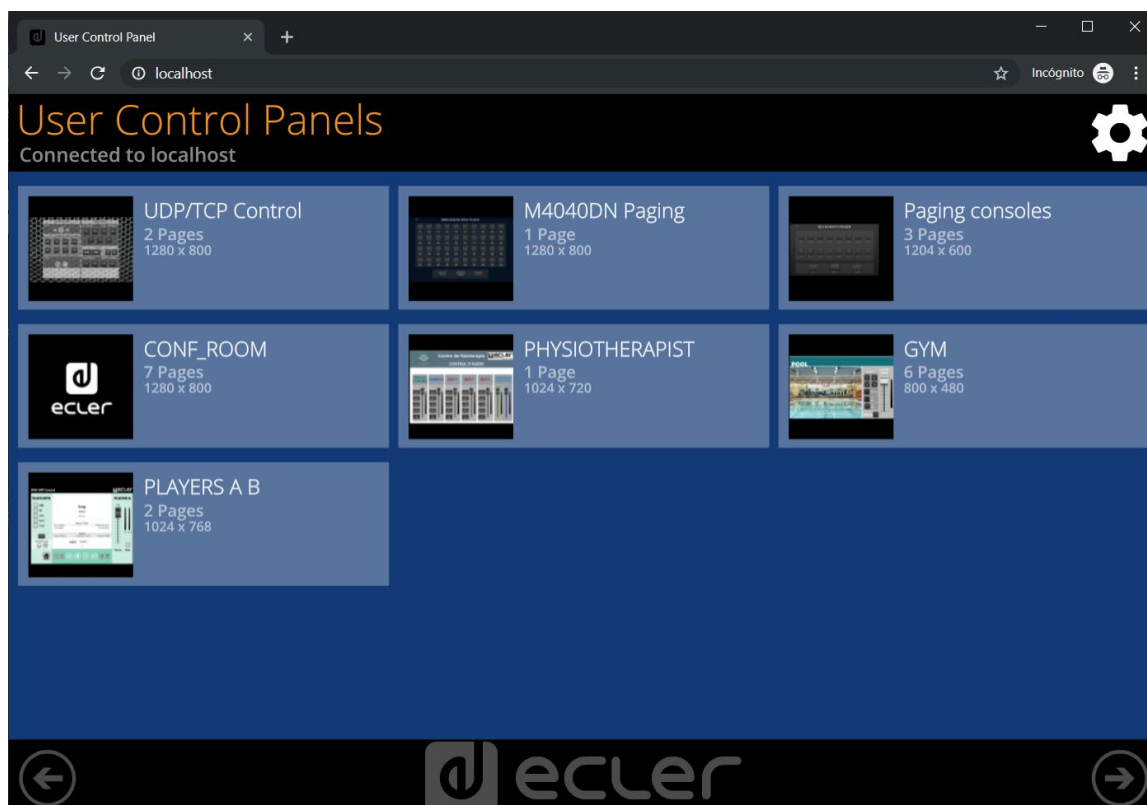 User Control Panel
localhost
Incógnito
User Control Panels
Connected to localhost
UDP/TCP Control
2 Pages
1280 x 800
M4040DN Paging
1 Page
1280 x 800
Paging consoles
3 Pages
1204 x 600
ecler
CONF_ROOM
7 Pages
1280 x 800
PHYSIOTHERAPIST
1 Page
1024 x 720
POOL
GYM
6 Pages
800 x 480
PLAYERS A B
2 Pages
1024 x 768
ecler